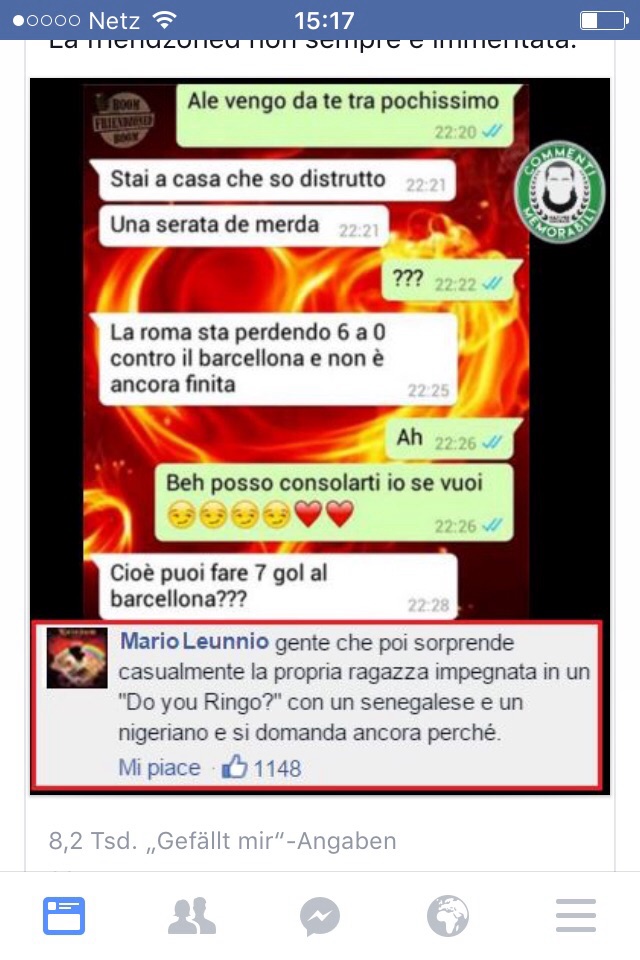 Netz
15:17
La friendzoned non sempre è immeritata.
BOOM
FRIENDZONED
BOOM
Ale vengo da te tra pochissimo
22:20
COMMENTI
MEMORABILI
Stai a casa che so distrutto 22:21
Una serata de merda 22:21
??? 22:22
La roma sta perdendo 6 a 0
contro il barcellona e non è
ancora finita
22:25
Ah 22:26
Beh posso consolarti io se vuoi
😏😏😏😏❤️❤️
22:26
Cioè puoi fare 7 gol al
barcellona???
22:28
Mario Leunnio gente che poi sorprende
casualmente la propria ragazza impegnata in un
"Do you Ringo?" con un senegalese e un
nigeriano e si domanda ancora perché.
Mi piace · 1148
8,2 Tsd. „Gefällt mir“-Angaben